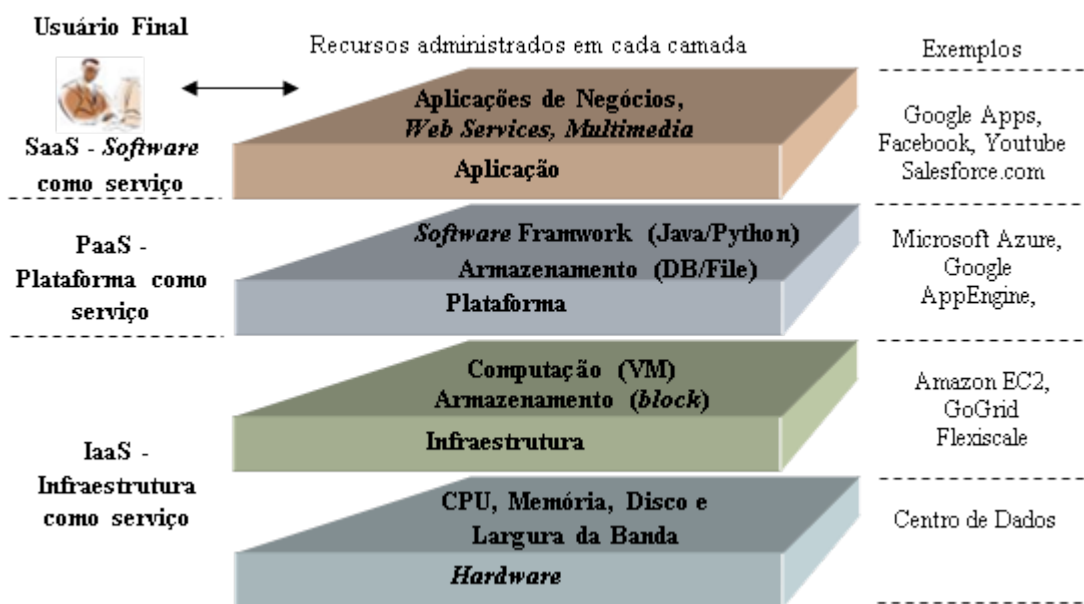 Usuário Final
Recursos administrados em cada camada
Exemplos
SaaS - Software
como serviço
Aplicações de Negócios,
Web Services, Multimedia
Aplicação
Google Apps,
Facebook, Youtube
Salesforce.com
PaaS -
Plataforma como
serviço
Software Framwork (Java/Python)
Armazenamento (DB/File)
Plataforma
Microsoft Azure,
Google
AppEngine,
IaaS -
Infraestrutura
como serviço
Computação (VM)
Armazenamento (block)
Infraestrutura
Amazon EC2,
GoGrid
Flexiscale
CPU, Memória, Disco e
Largura da Banda
Hardware
Centro de Dados